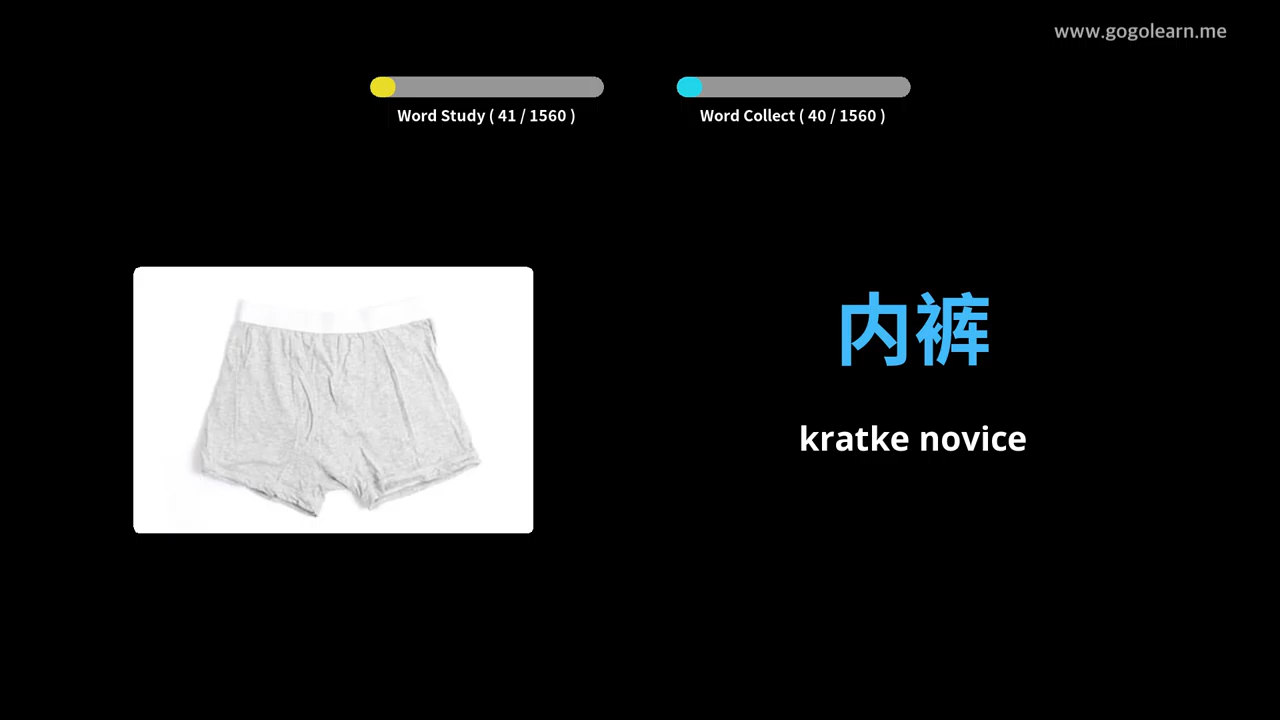 www.gogolearn.me
Word Study ( 41 / 1560 )
Word Collect ( 40 / 1560 )
内裤
kratke novice